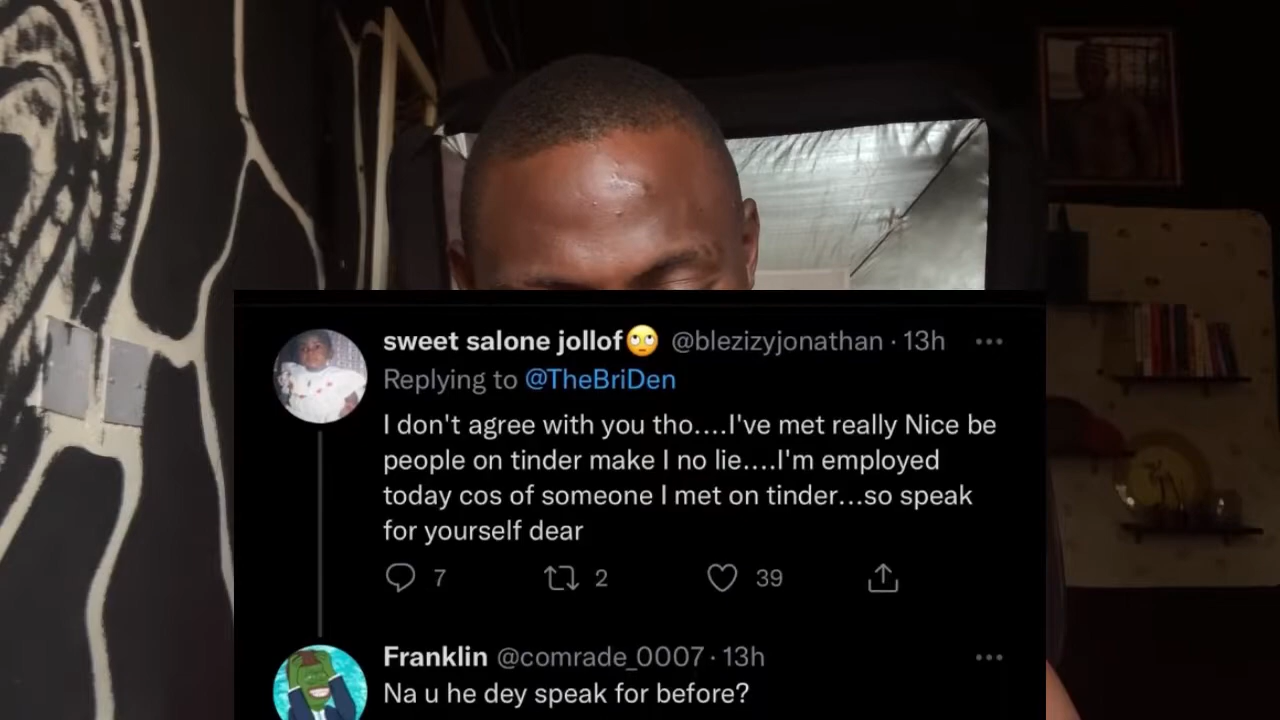 sweet salone jollof🙄 @blezizyjonathan · 13h
Replying to @TheBriDen
I don't agree with you tho....I've met really Nice be
people on tinder make I no lie....I'm employed
today cos of someone I met on tinder...so speak
for yourself dear
7 2 39
Franklin @comrade_0007 · 13h
Na u he dey speak for before?